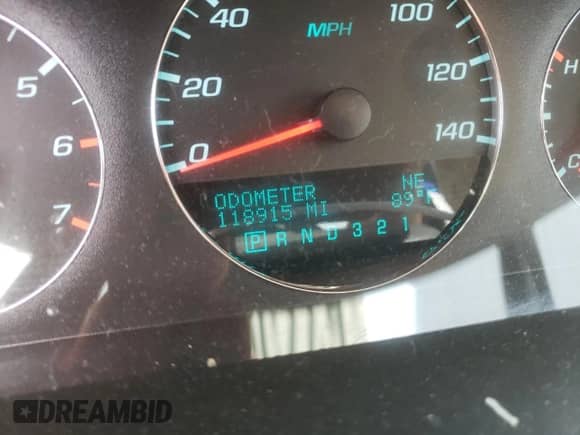 40
100
MPH
5
20
120
H
6
0
140
C
ODOMETER NE
118915 MI 89°F
7
P R N D 3 2 1
DREAMBID